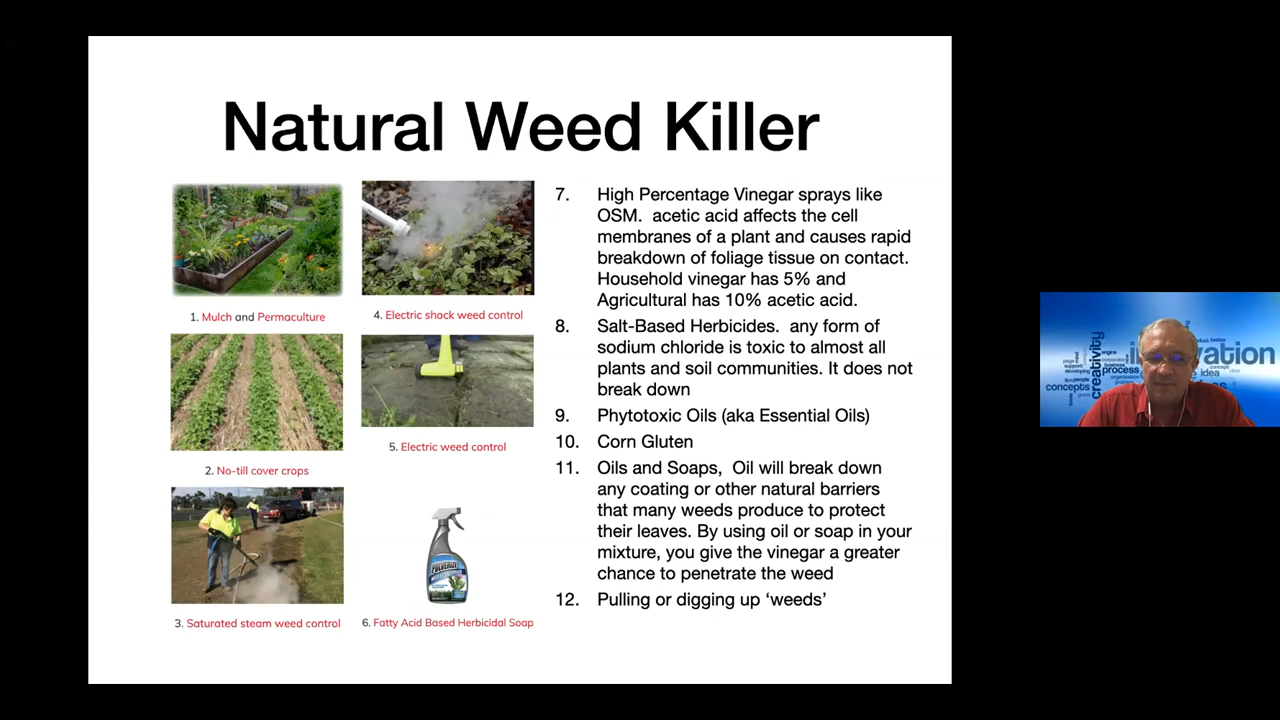 Natural Weed Killer
1. Mulch and Permaculture
2. No-till cover crops
3. Saturated steam weed control
4. Electric shock weed control
5. Electric weed control
PULVERIZE
6. Fatty Acid Based Herbicidal Soap
7. High Percentage Vinegar sprays like
OSM. acetic acid affects the cell
membranes of a plant and causes rapid
breakdown of foliage tissue on contact.
Household vinegar has 5% and
Agricultural has 10% acetic acid.
8. Salt-Based Herbicides. any form of
sodium chloride is toxic to almost all
plants and soil communities. It does not
break down
9. Phytotoxic Oils (aka Essential Oils)
10. Corn Gluten
11. Oils and Soaps, Oil will break down
any coating or other natural barriers
that many weeds produce to protect
their leaves. By using oil or soap in your
mixture, you give the vinegar a greater
chance to penetrate the weed
12. Pulling or digging up ‘weeds’
creativity
process
concepts
idea